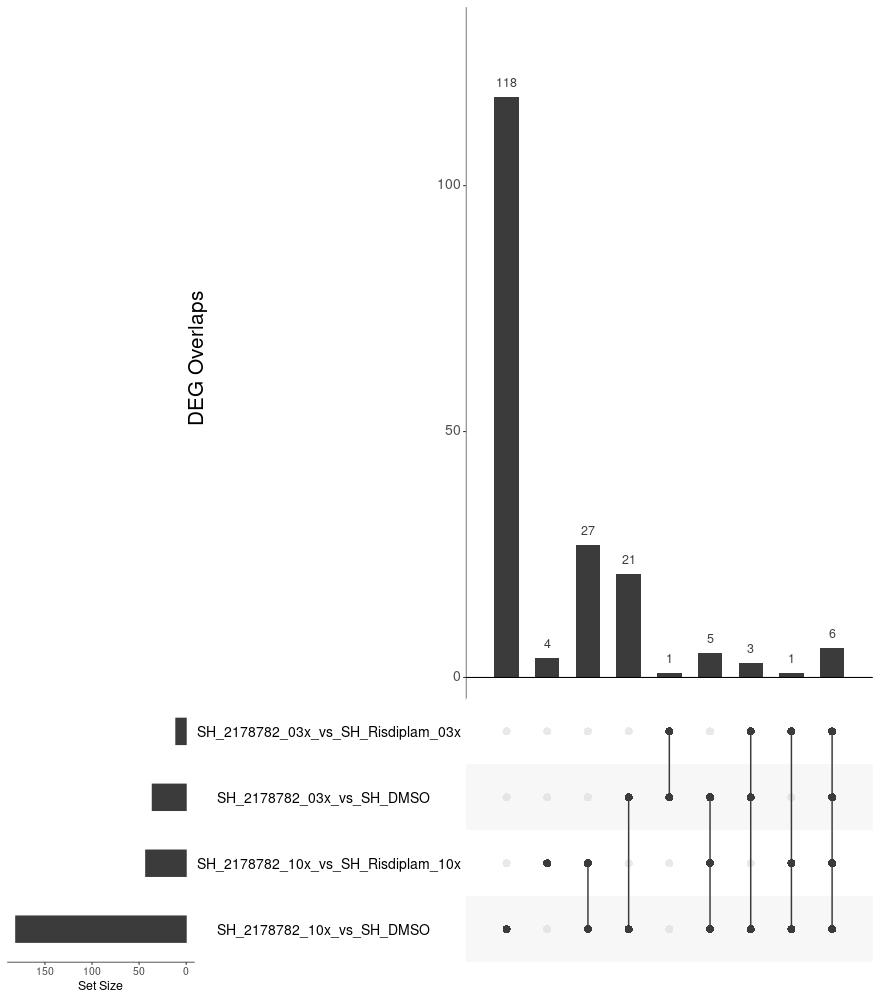 118
100
DEG Overlaps
50
27
21
4
1
5
3
1
6
0
SH_2178782_03x_vs_SH_Risdiplam_03x
SH_2178782_03x_vs_SH_DMSO
SH_2178782_10x_vs_SH_Risdiplam_10x
SH_2178782_10x_vs_SH_DMSO
150 100 50 0
Set Size